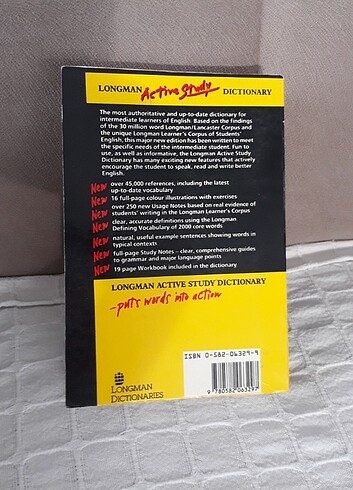 LONGMAN Active Study DICTIONARY
The most authoritative and up-to-date dictionary for
intermediate learners of English. Based on the findings
of the 30 million word Longman/Lancaster Corpus and
the unique Longman Learner's Corpus of Students'
English, this major new edition has been written to meet
the specific needs of the intermediate student. Fun to
use, as well as informative, the Longman Active Study
Dictionary has many exciting new features that actively
encourage the student to speak, read and write better
English.
New over 45,000 references, including the latest
up-to-date vocabulary
New 16 full-page colour illustrations with exercises
New over 250 new Usage Notes based on real evidence of
students' writing in the Longman Learner's Corpus
New clear, accurate definitions using the Longman
Defining Vocabulary of 2000 core words
New natural, useful example sentences showing words in
typical contexts
New full-page Study Notes – clear, comprehensive guides
to grammar and major language points
New 19 page Workbook included in the dictionary
LONGMAN ACTIVE STUDY DICTIONARY
–puts words into action
ISBN 0-582-06329-9
9 780582 063297
LONGMAN
DICTIONARIES